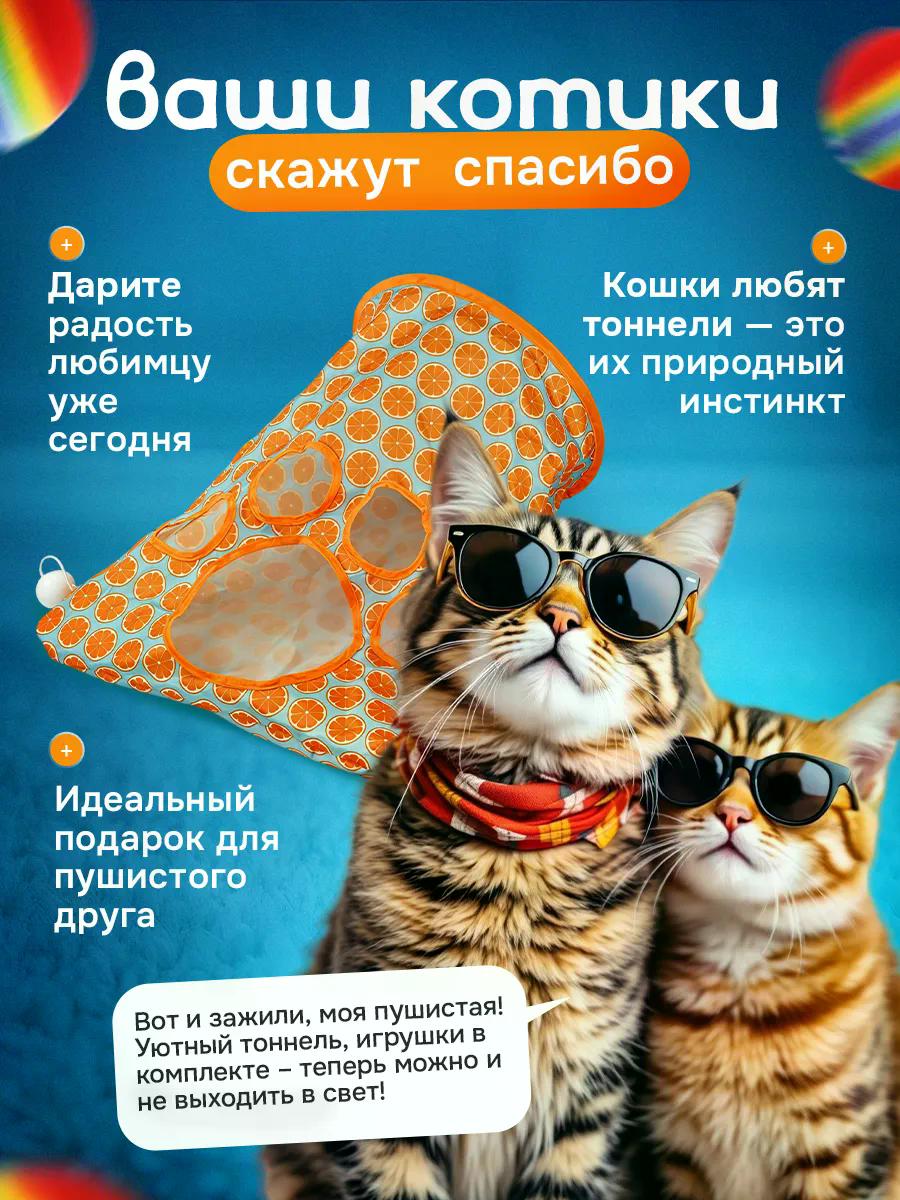 ваши котики
скажут спасибо
+
Дарите
радость
любимцу
уже
сегодня
+
Кошки любят
тоннели — это
их природный
инстинкт
+
Идеальный
подарок для
пушистого
друга
Вот и зажили, моя пушистая!
Уютный тоннель, игрушки в
комплекте – теперь можно и
не выходить в свет!